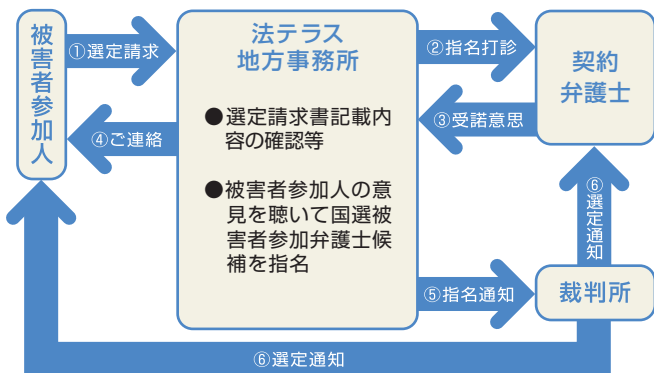 被害者参加人
①選定請求
④ご連絡
法テラス
地方事務所
●選定請求書記載内
容の確認等
●被害者参加人の意
見を聴いて国選被
害者参加弁護士候
補を指名
②指名打診
③受諾意思
契約
弁護士
⑥選定通知
⑤指名通知
裁判所
⑥選定通知